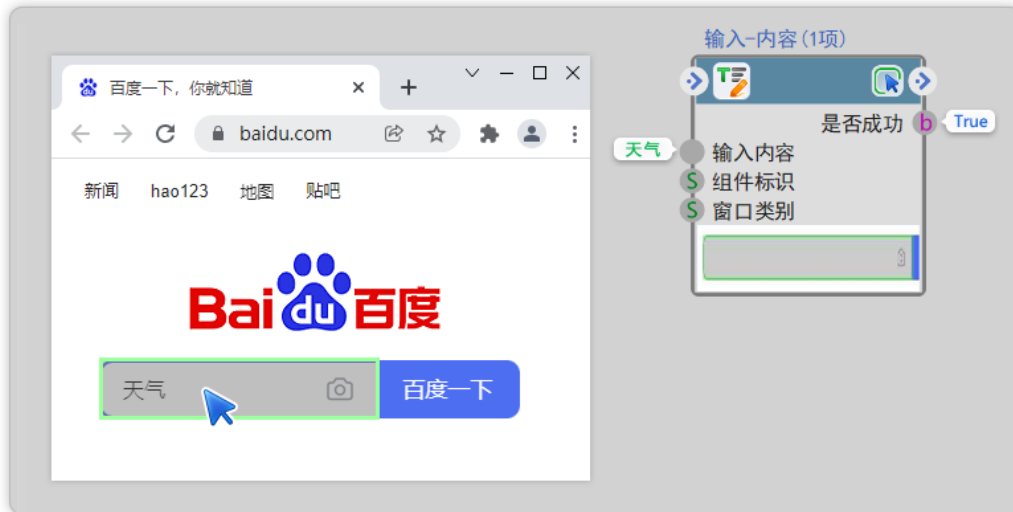 输入-内容(1项)
百度一下，你就知道
baidu.com
新闻 hao123 地图 贴吧
Bai du 百度
天气
百度一下
是否成功 b True
天气 输入内容
S 组件标识
S 窗口类别